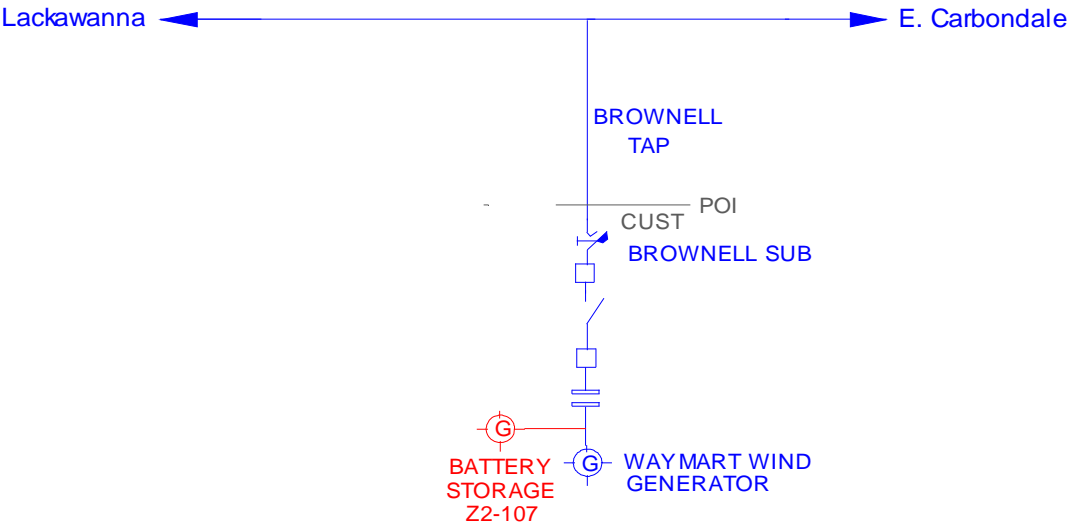 Lackawanna
E. Carbondale
BROWNELL
TAP
POI
CUST
BROWNELL SUB
G
BATTERY
STORAGE
Z2-107
G
WAYMART WIND
GENERATOR